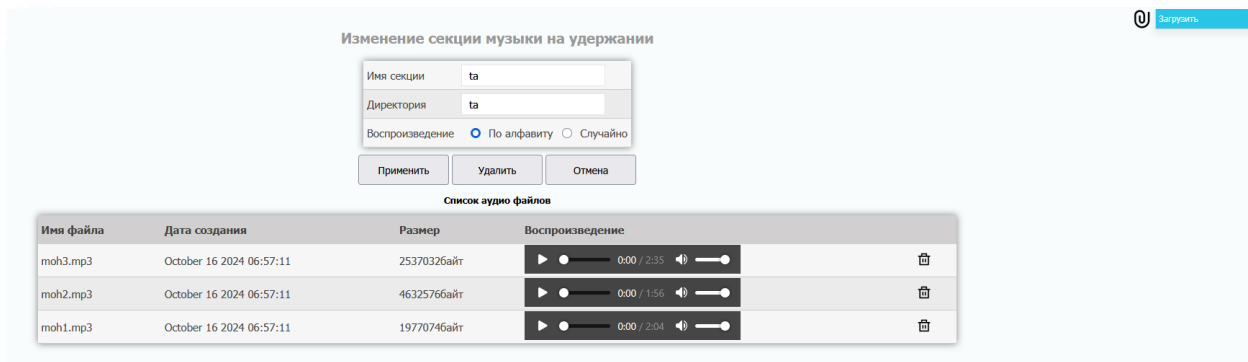 Загрузить
Изменение секции музыки на удержании
Имя секции ta
Директория ta
Воспроизведение По алфавиту Случайно
Применить Удалить Отмена
Список аудио файлов
Имя файла Дата создания Размер Воспроизведение
moh3.mp3 October 16 2024 06:57:11 2537032байт 0:00 / 2:35
moh2.mp3 October 16 2024 06:57:11 4632576байт 0:00 / 1:56
moh1.mp3 October 16 2024 06:57:11 1977074байт 0:00 / 2:04